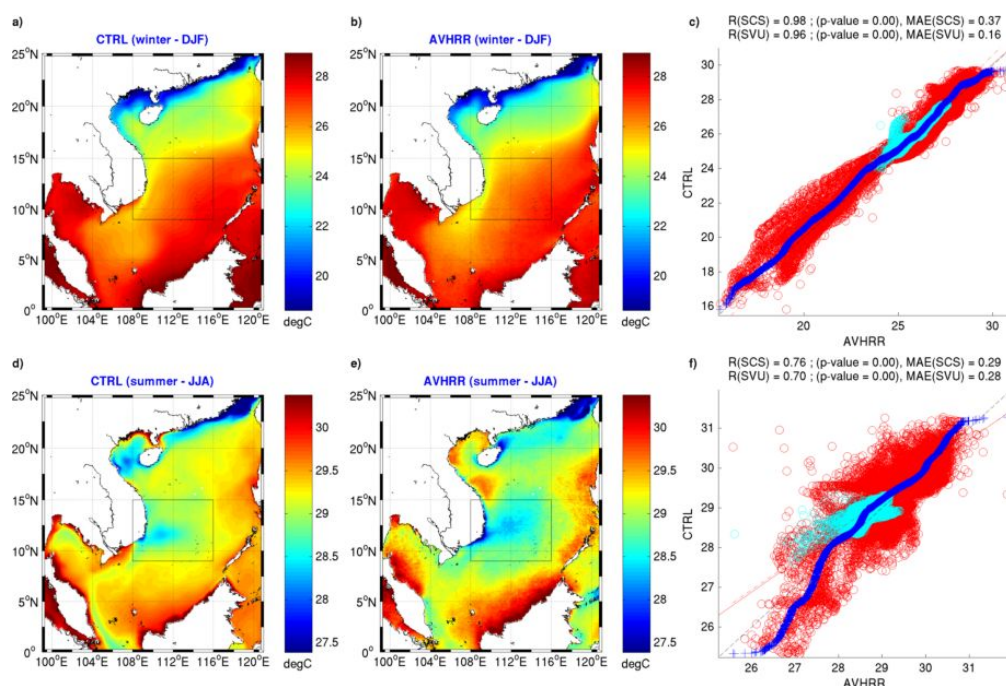 a)
CTRL (winter - DJF)
25°N
20°N
15°N
10°N
5°N
0°
100°E 104°E 108°E 112°E 116°E 120°E
28
26
24
22
20
degC
b)
AVHRR (winter - DJF)
25°N
20°N
15°N
10°N
5°N
0°
100°E 104°E 108°E 112°E 116°E 120°E
28
26
24
22
20
degC
c)
R(SCS) = 0.98 ; (p-value = 0.00), MAE(SCS) = 0.37
R(SVU) = 0.96 ; (p-value = 0.00), MAE(SVU) = 0.16
CTRL
30
28
26
24
22
20
18
16
20 25 30
AVHRR
d)
CTRL (summer - JJA)
25°N
20°N
15°N
10°N
5°N
0°
100°E 104°E 108°E 112°E 116°E 120°E
30
29.5
29
28.5
28
27.5
degC
e)
AVHRR (summer - JJA)
25°N
20°N
15°N
10°N
5°N
0°
100°E 104°E 108°E 112°E 116°E 120°E
30
29.5
29
28.5
28
27.5
degC
f)
R(SCS) = 0.76 ; (p-value = 0.00), MAE(SCS) = 0.29
R(SVU) = 0.70 ; (p-value = 0.00), MAE(SVU) = 0.28
CTRL
31
30
29
28
27
26
26 27 28 29 30 31
AVHRR